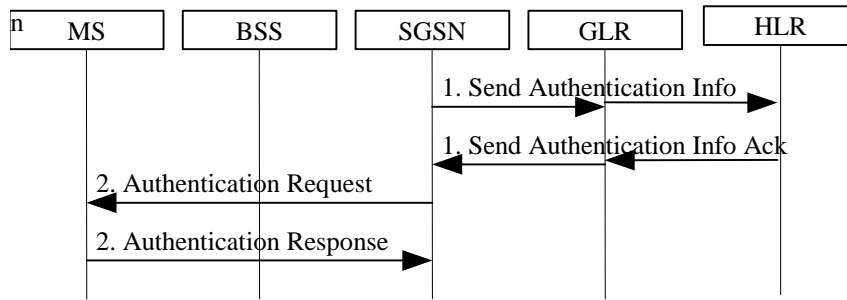 n
MS BSS SGSN GLR HLR
1. Send Authentication Info
1. Send Authentication Info Ack
2. Authentication Request
2. Authentication Response